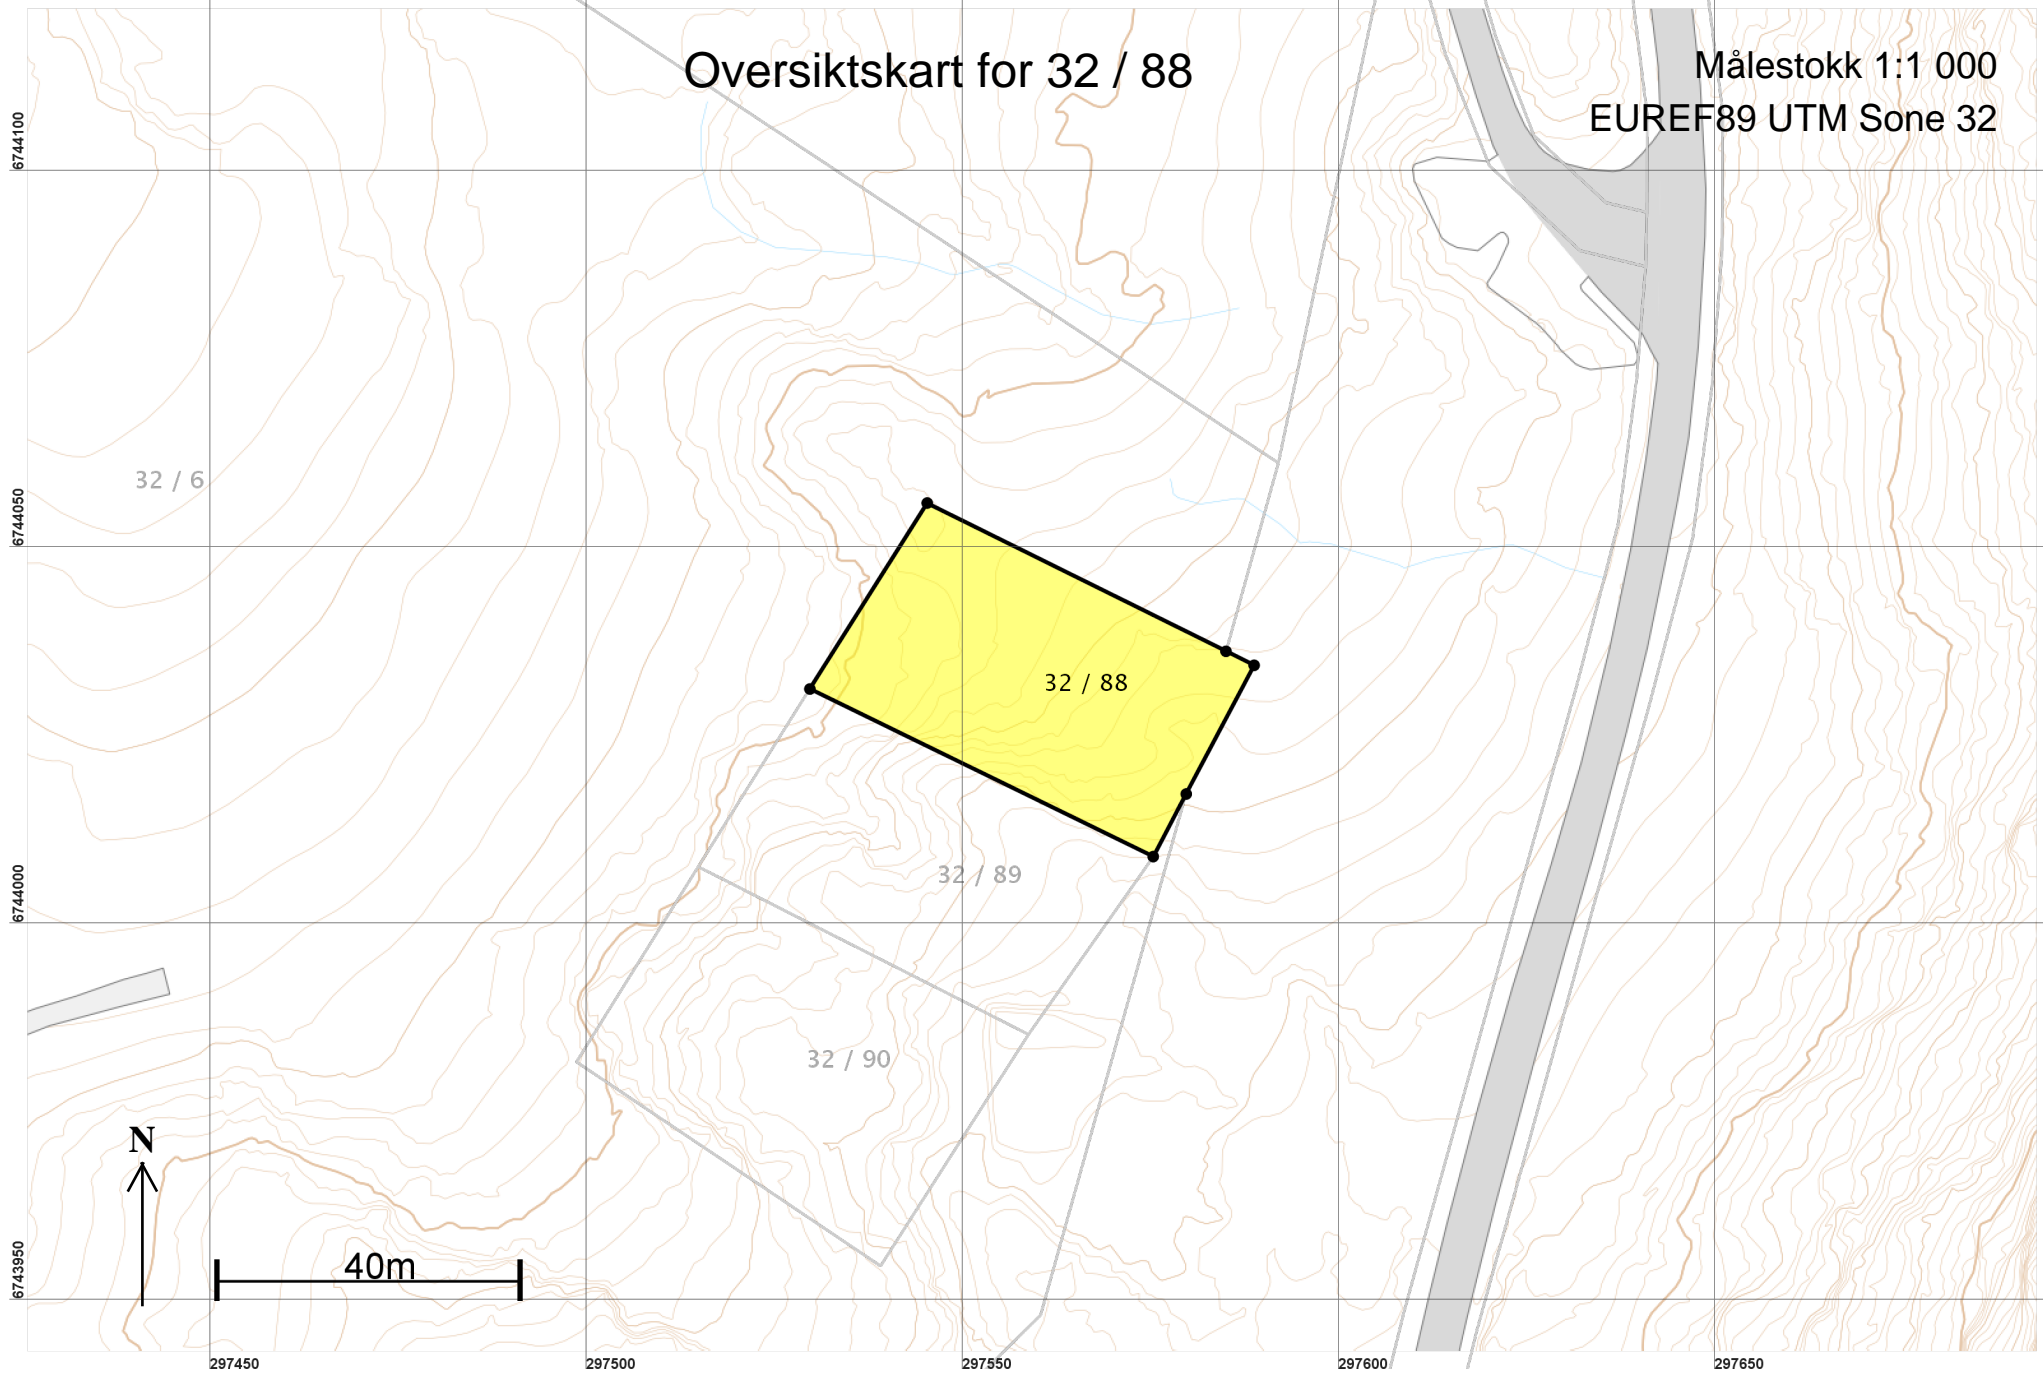 Oversiktskart for 32 / 88
Målestokk 1:1 000
EUREF89 UTM Sone 32
6744100
6744050
6744000
6743950
32 / 6
32 / 88
32 / 89
32 / 90
N
40m
297450
297500
297550
297600
297650